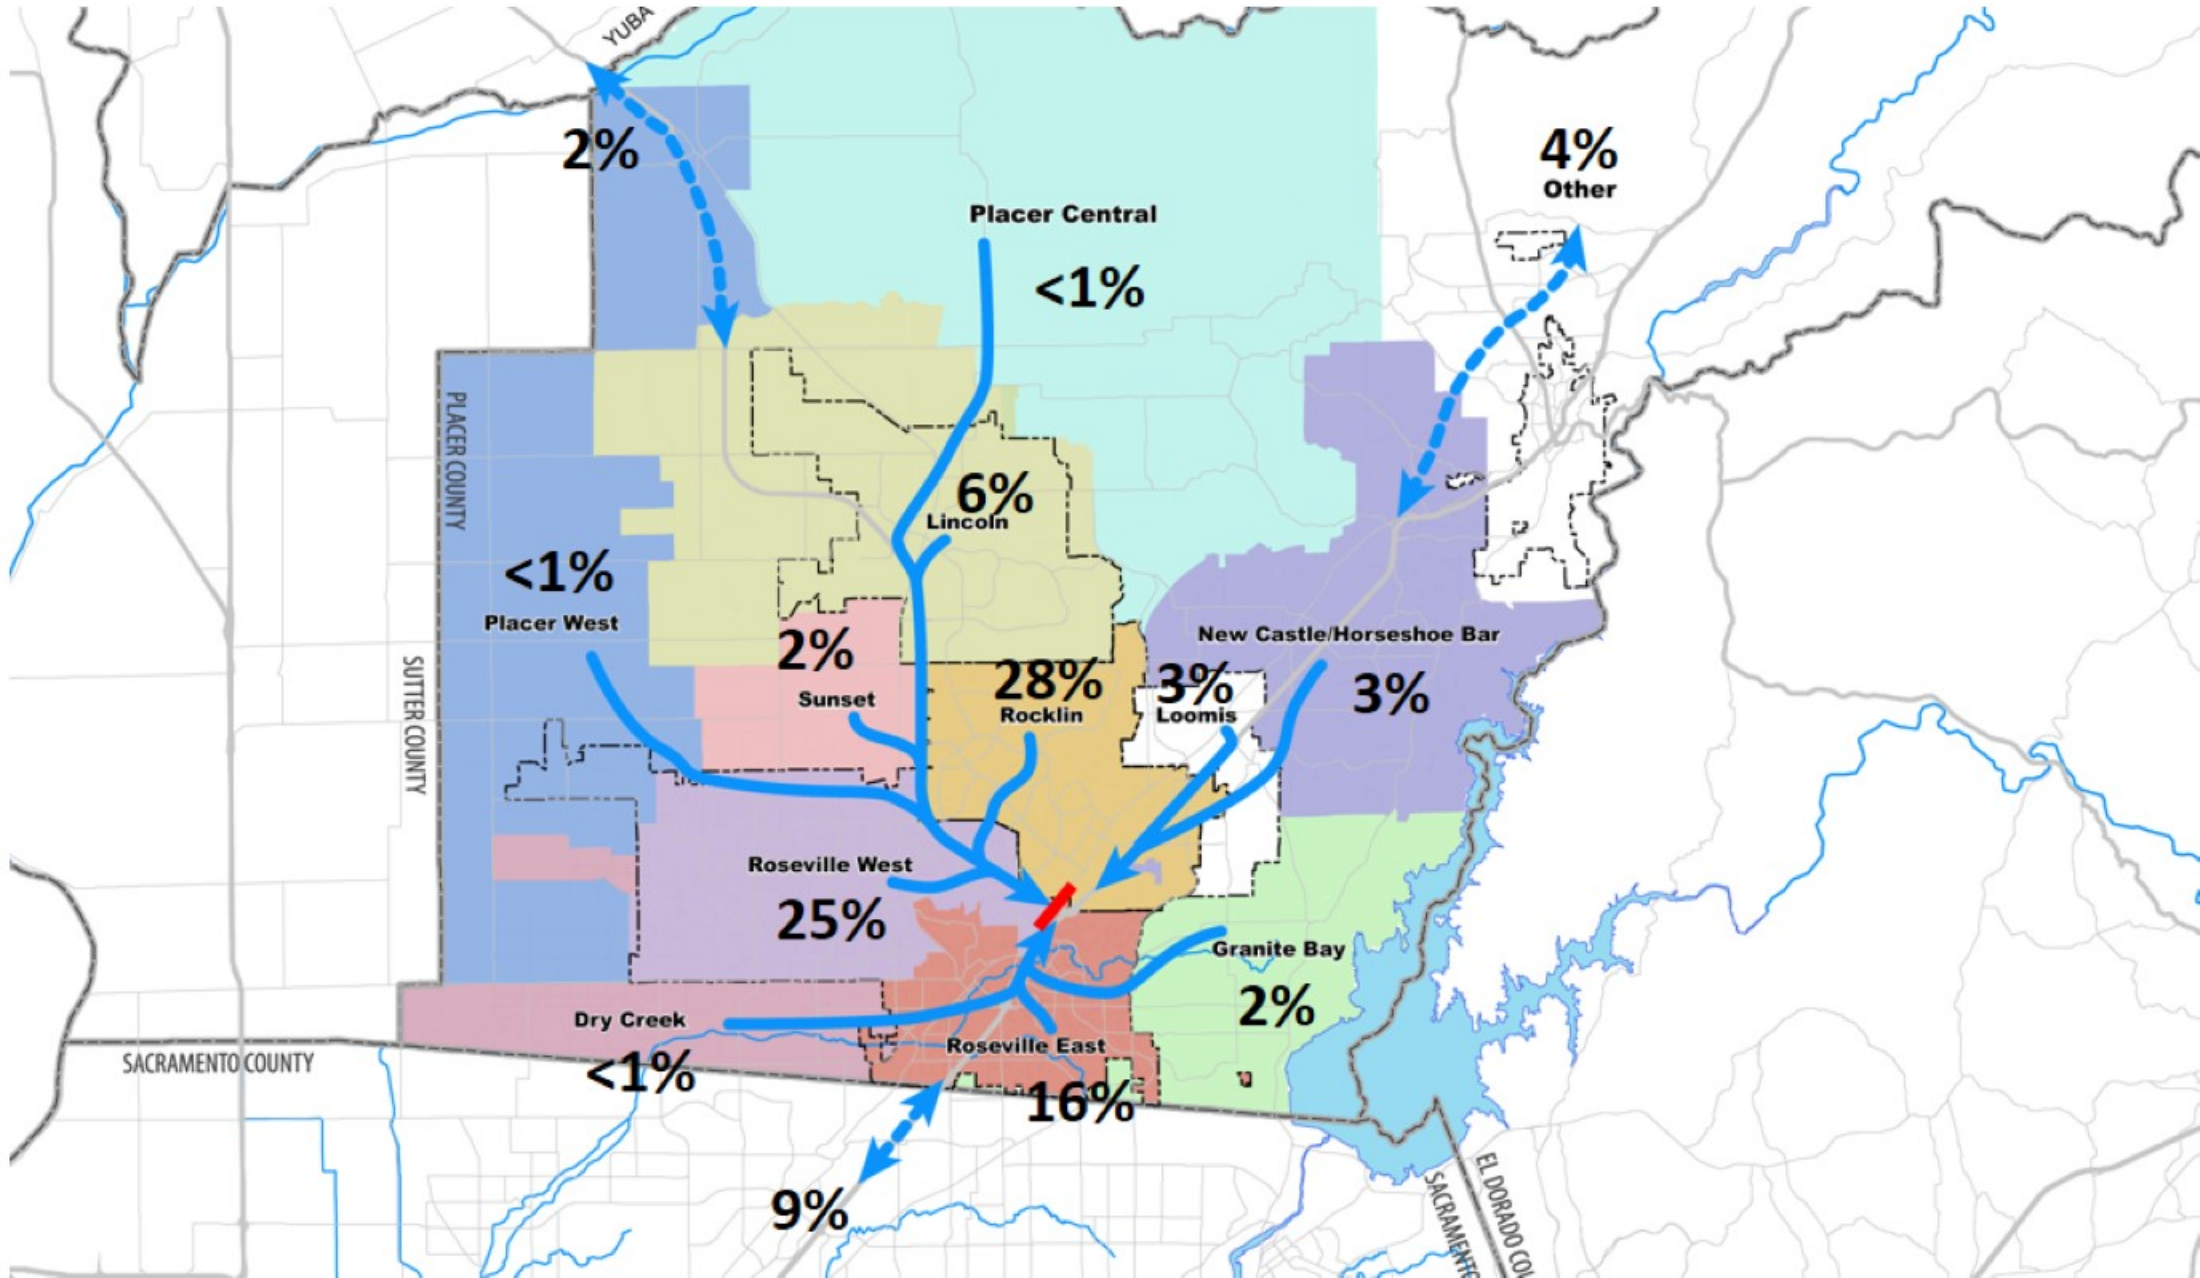 YUBA
2%
4%
Other
Placer Central
<1%
PLACER COUNTY
6%
Lincoln
<1%
Placer West
2%
Sunset
28%
Rocklin
New Castle/Horseshoe Bar
3%
Loomis
3%
SUTTER COUNTY
Roseville West
25%
Granite Bay
2%
Dry Creek
<1%
Roseville East
16%
SACRAMENTO COUNTY
9%
SACRAMENTO
EL DORADO COU